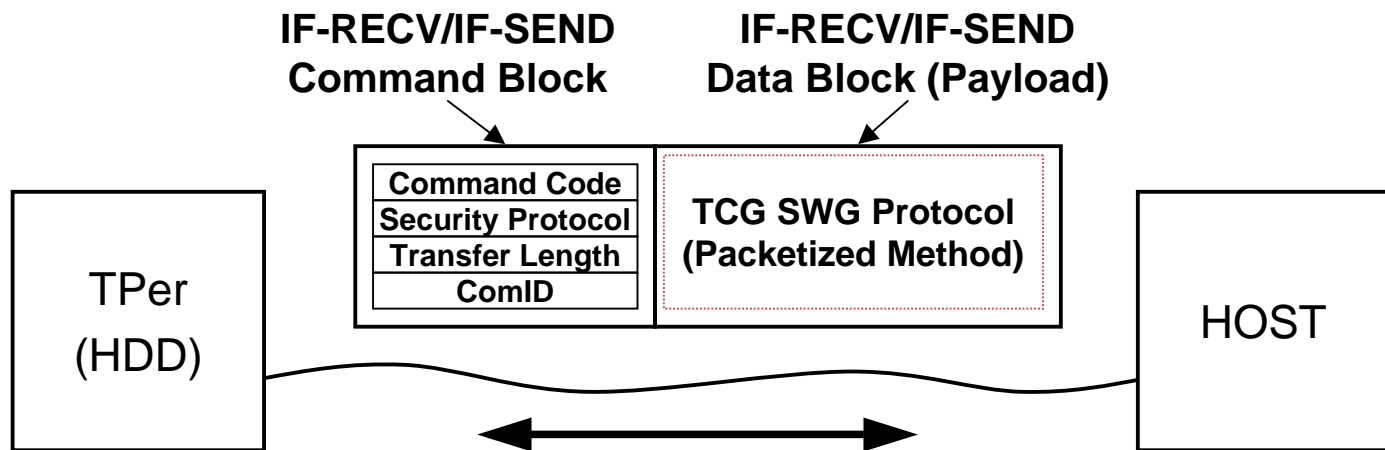 IF-RECV/IF-SEND
Command Block
IF-RECV/IF-SEND
Data Block (Payload)
Command Code
Security Protocol
Transfer Length
ComID
TCG SWG Protocol
(Packetized Method)
TPer
(HDD)
HOST